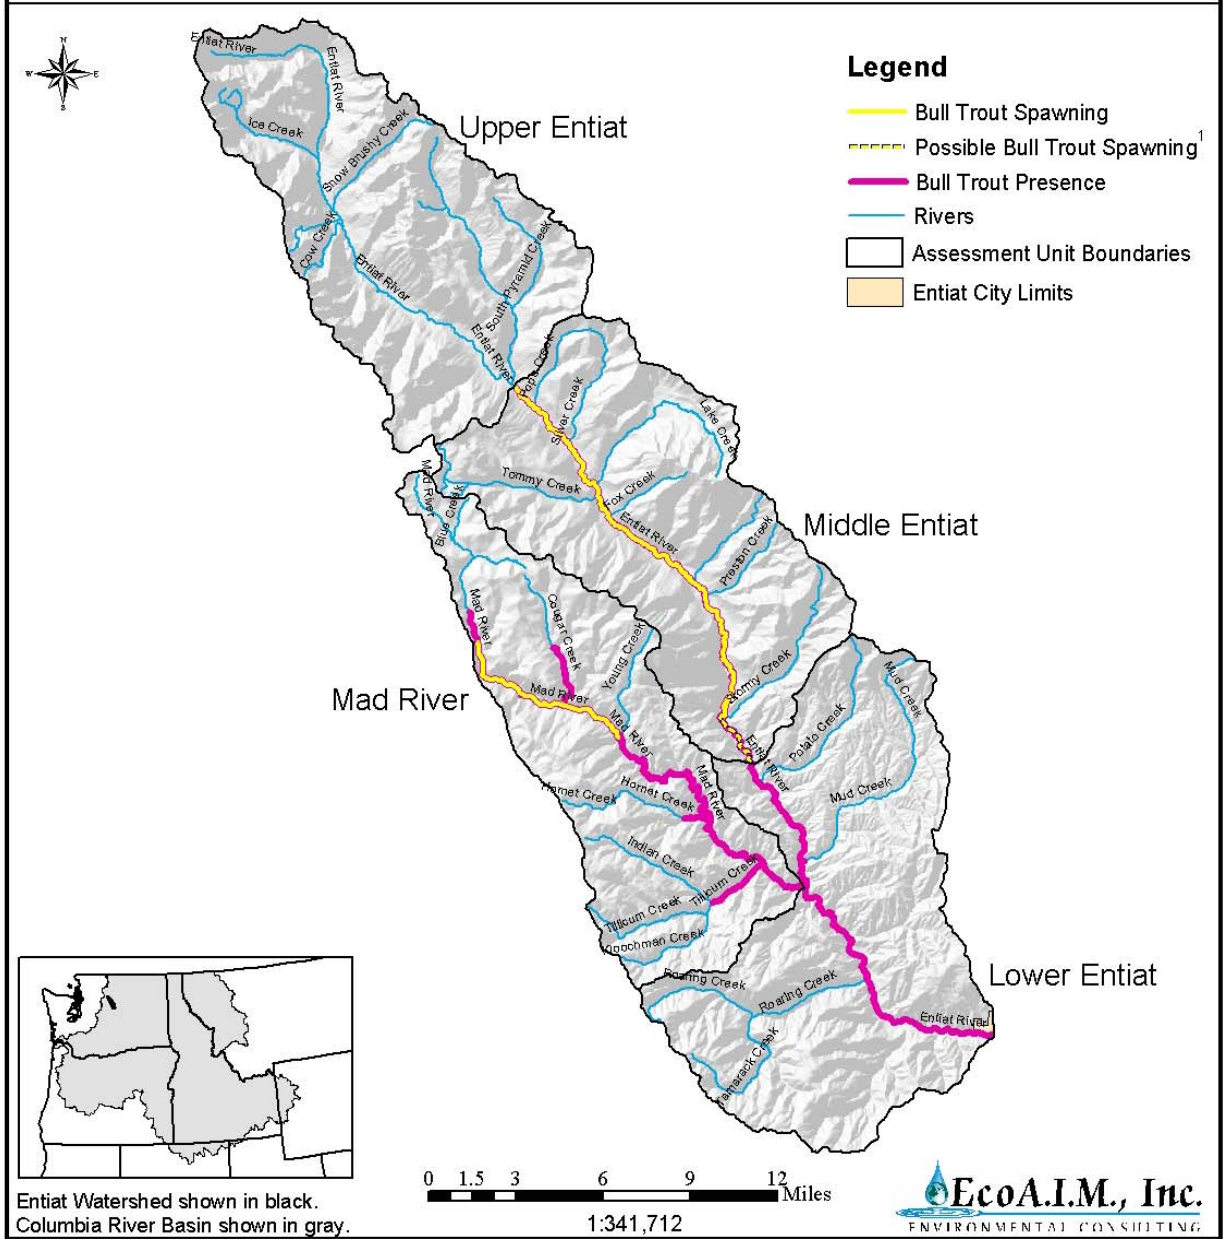 N
W
E
S
Legend
Bull Trout Spawning
Possible Bull Trout Spawning1
Bull Trout Presence
Rivers
Assessment Unit Boundaries
Entiat City Limits
Entiat River
Entiat River
Ice Creek
Snow Brushy Creek
Upper Entiat
Cow Creek
Entiat River
South Pyramid Creek
Entiat River
Pope Creek
Silver Creek
Lake Creek
Mad River
Blue Creek
Tommy Creek
Fox Creek
Entiat River
Preston Creek
Middle Entiat
Mad River
Cougar Creek
Young Creek
Stormy Creek
Mad River
Mad River
Mad River
Entiat River
Potato Creek
Mud Creek
Mud Creek
Mad River
Hornet Creek
Hornet Creek
Indian Creek
Tillicum Creek
Tillicum Creek
Roaring Creek
Roaring Creek
Tamarack Creek
Lower Entiat
Entiat River
Entiat Watershed shown in black.
Columbia River Basin shown in gray.
0 1.5 3 6 9 12
Miles
1:341,712
EcoA.I.M., Inc.
ENVIRONMENTAL CONSULTING